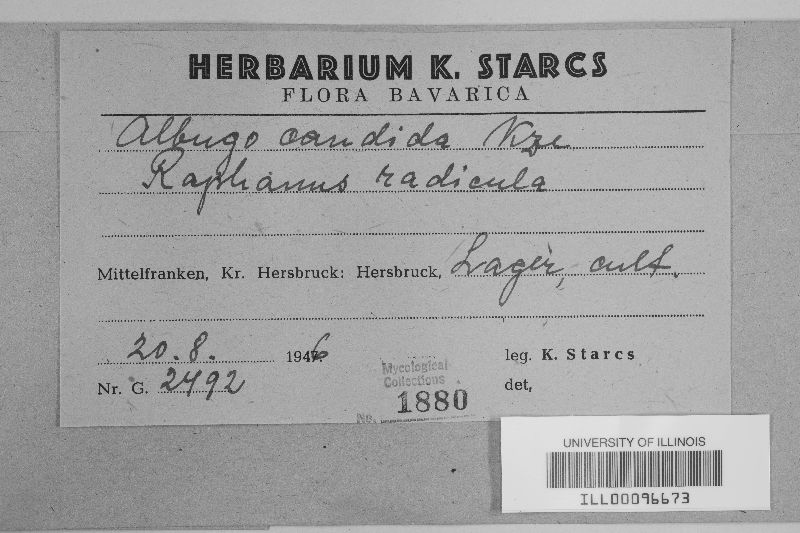 HERBARIUM K. STARCS
FLORA BAVARICA
Albugo candida Kze
Raphanus radicula
Mittelfranken, Kr. Hersbruck: Hersbruck, Lager, cult.
20.8. 1946
leg. K. Starcs
Nr. G. 2492
det,
Mycological
Collections
No. 1880
UNIVERSITY OF ILLINOIS
ILL00096673